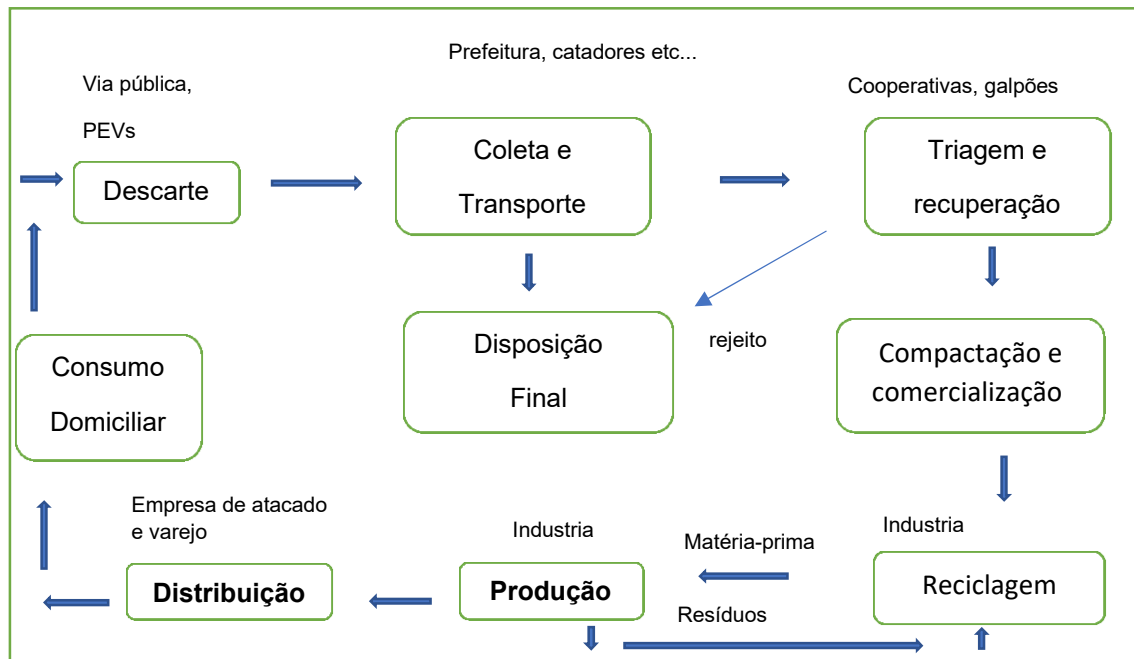 Prefeitura, catadores etc...
Via pública,
PEVs
Cooperativas, galpões
Descarte
Coleta e
Transporte
Triagem e
recuperação
Consumo
Domiciliar
Disposição
Final
rejeito
Compactação e
comercialização
Empresa de atacado
e varejo
Industria
Matéria-prima
Industria
Distribuição
Produção
Reciclagem
Resíduos